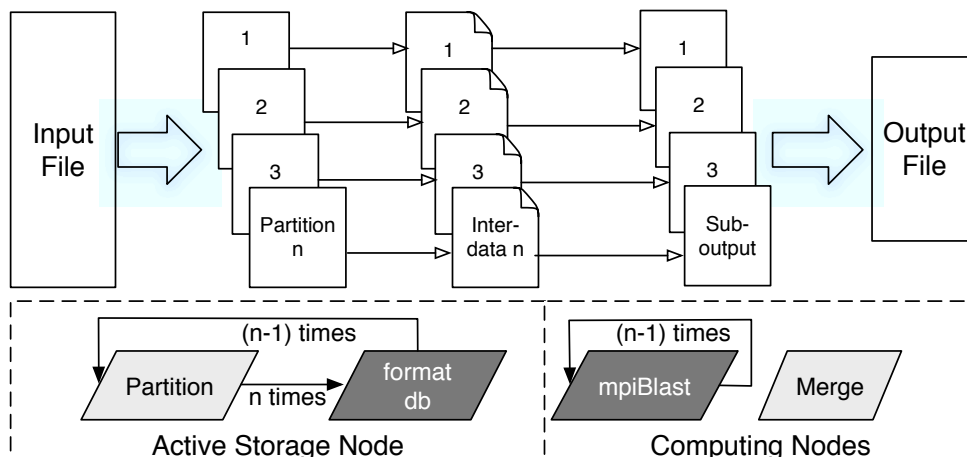 Input
File
1
2
3
Partition
n
1
2
3
Inter-
data n
1
2
3
Sub-
output
Output
File
(n-1) times
Partition
n times
format
db
Active Storage Node
(n-1) times
mpiBlast
Merge
Computing Nodes